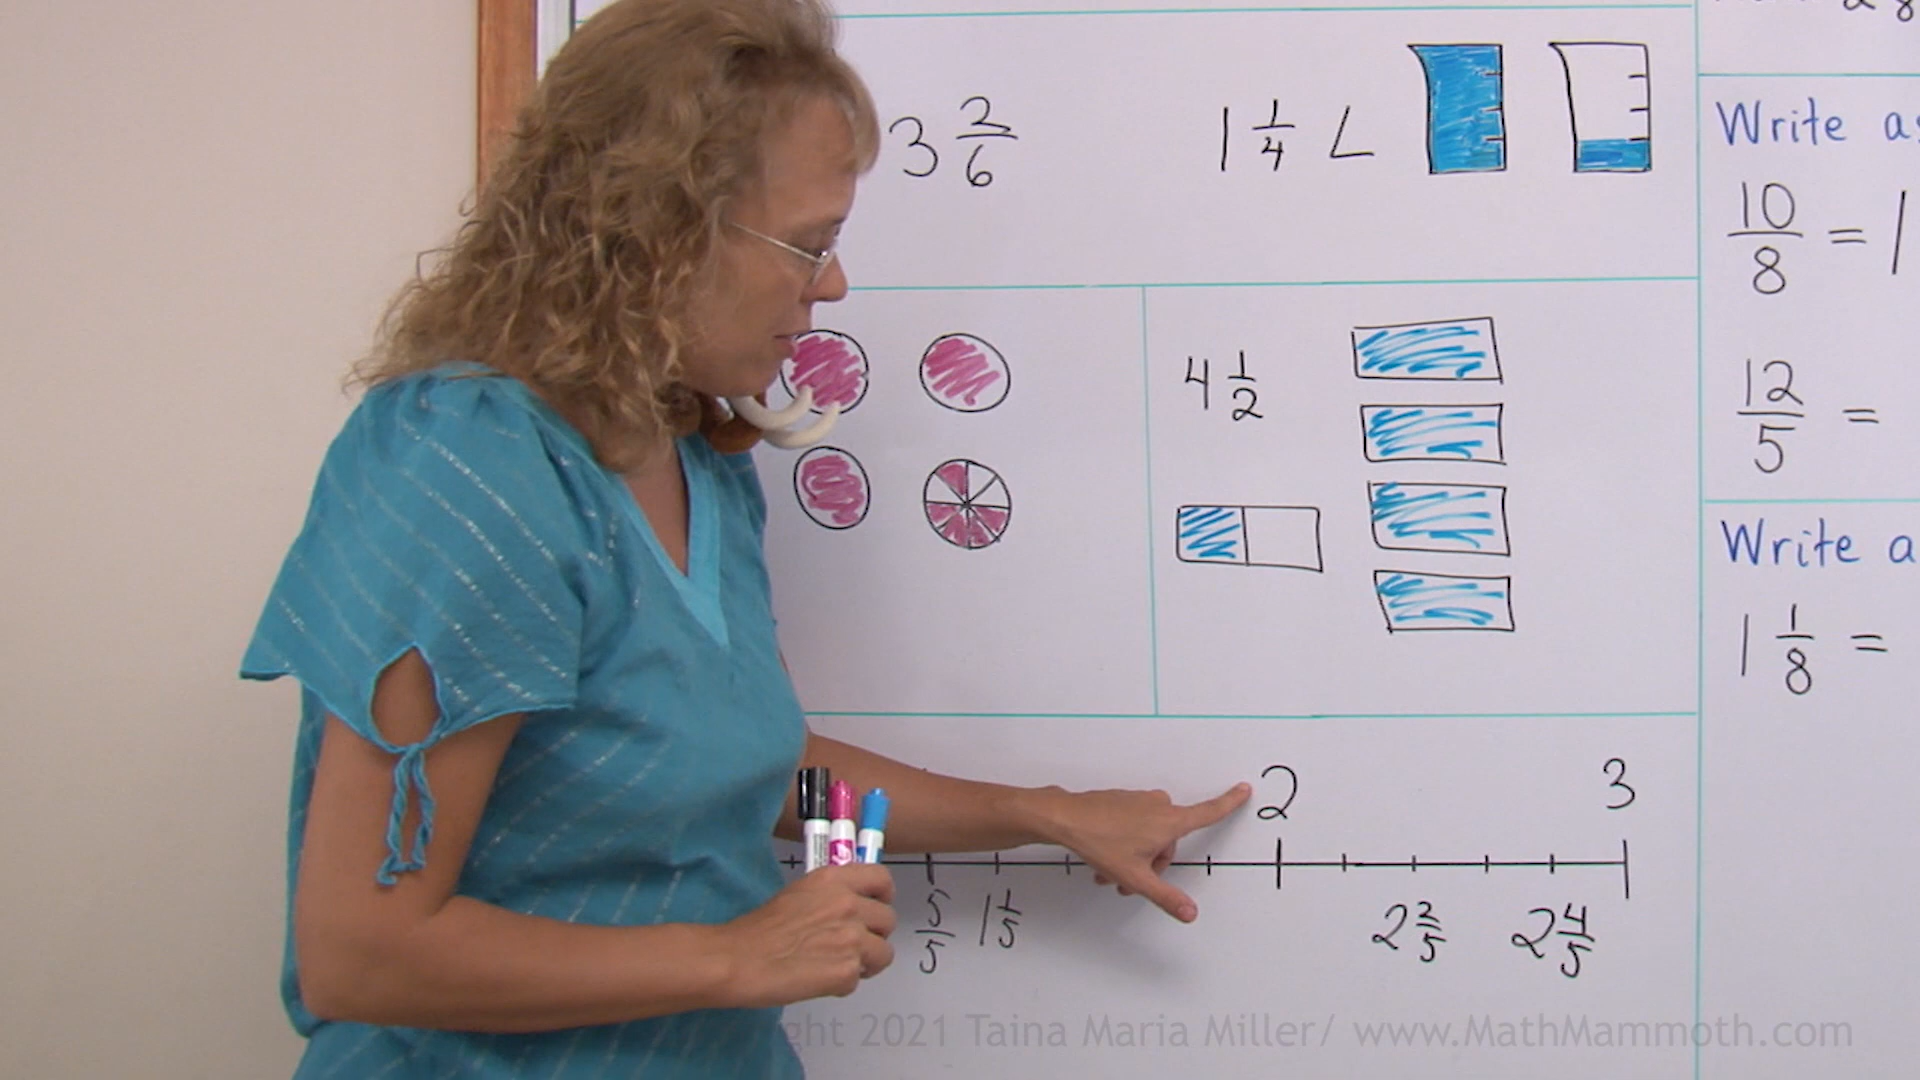 3 2/6
1 1/4 L
Write
10/8 = 1
4 1/2
12/5 =
Write a
1 1/8 =
2 3
5/5 1 1/5 2 2/5 2 4/5
2021 Taina Maria Miller/ www.MathMammoth.com